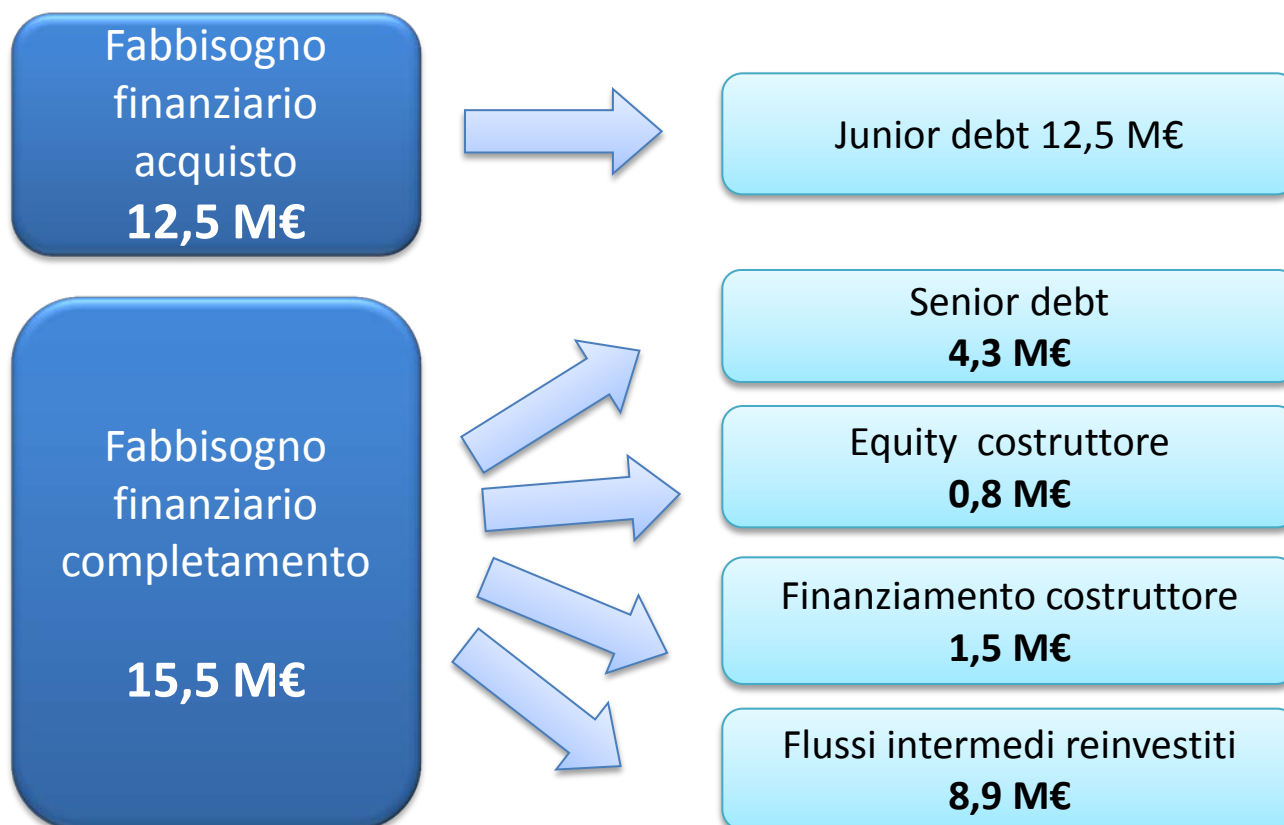 Fabbisogno
finanziario
acquisto
12,5 M€
Junior debt 12,5 M€
Fabbisogno
finanziario
completamento
15,5 M€
Senior debt
4,3 M€
Equity costruttore
0,8 M€
Finanziamento costruttore
1,5 M€
Flussi intermedi reinvestiti
8,9 M€